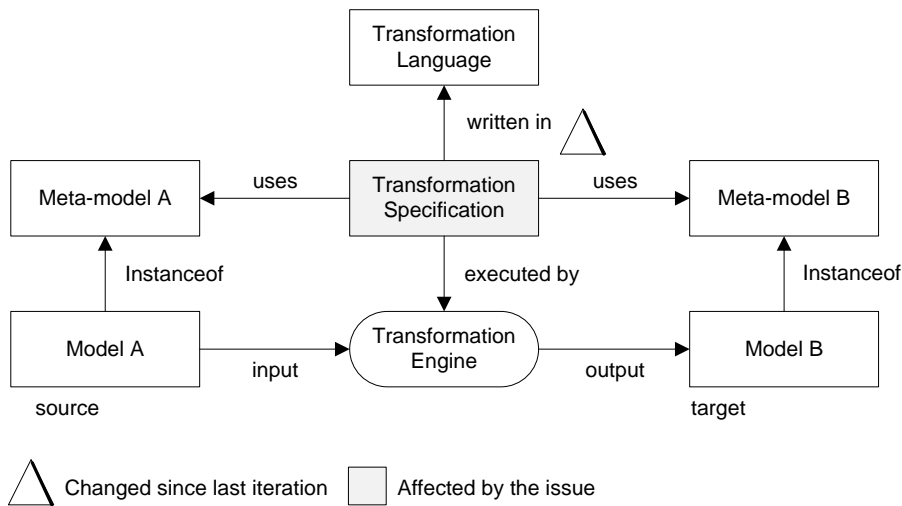 Transformation
Language
written in
Meta-model A
uses
Transformation
Specification
uses
Meta-model B
Instanceof
executed by
Instanceof
Model A
input
Transformation
Engine
output
Model B
source
target
Changed since last iteration
Affected by the issue